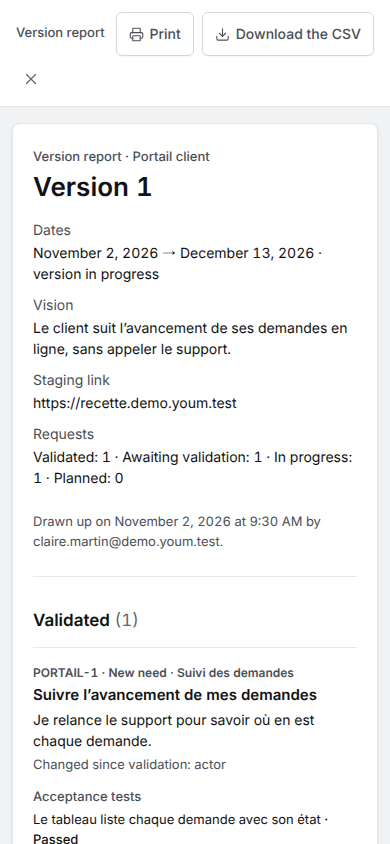 Version report
Print
Download the CSV
Version report · Portail client
Version 1
Dates
November 2, 2026 → December 13, 2026 ·
version in progress
Vision
Le client suit l’avancement de ses demandes en
ligne, sans appeler le support.
Staging link
https://recette.demo.youm.test
Requests
Validated: 1 · Awaiting validation: 1 · In progress:
1 · Planned: 0
Drawn up on November 2, 2026 at 9:30 AM by
claire.martin@demo.youm.test.
Validated (1)
PORTAIL-1 · New need · Suivi des demandes
Suivre l’avancement de mes demandes
Je relance le support pour savoir où en est
chaque demande.
Changed since validation: actor
Acceptance tests
Le tableau liste chaque demande avec son état ·
Passed